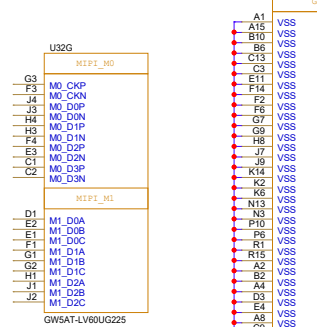 U32G
MIPI_M0
G3 M0_CKP
F3 M0_CKN
J4 M0_D0P
J3 M0_D0N
H4 M0_D1P
H3 M0_D1N
F4 M0_D2P
E3 M0_D2N
C1 M0_D3P
C2 M0_D3N
MIPI_M1
D1 M1_D0A
E2 M1_D0B
E1 M1_D0C
F1 M1_D1A
G1 M1_D1B
G2 M1_D1C
H1 M1_D2A
J1 M1_D2B
J2 M1_D2C
GW5AT-LV60UG225
A1 VSS
A15 VSS
B10 VSS
B6 VSS
C13 VSS
C3 VSS
E11 VSS
F14 VSS
F2 VSS
F6 VSS
G7 VSS
G9 VSS
H8 VSS
J7 VSS
J9 VSS
K14 VSS
K2 VSS
K6 VSS
N13 VSS
N3 VSS
P10 VSS
P6 VSS
R1 VSS
R15 VSS
A2 VSS
B2 VSS
A4 VSS
D3 VSS
E4 VSS
A8 VSS
VSS